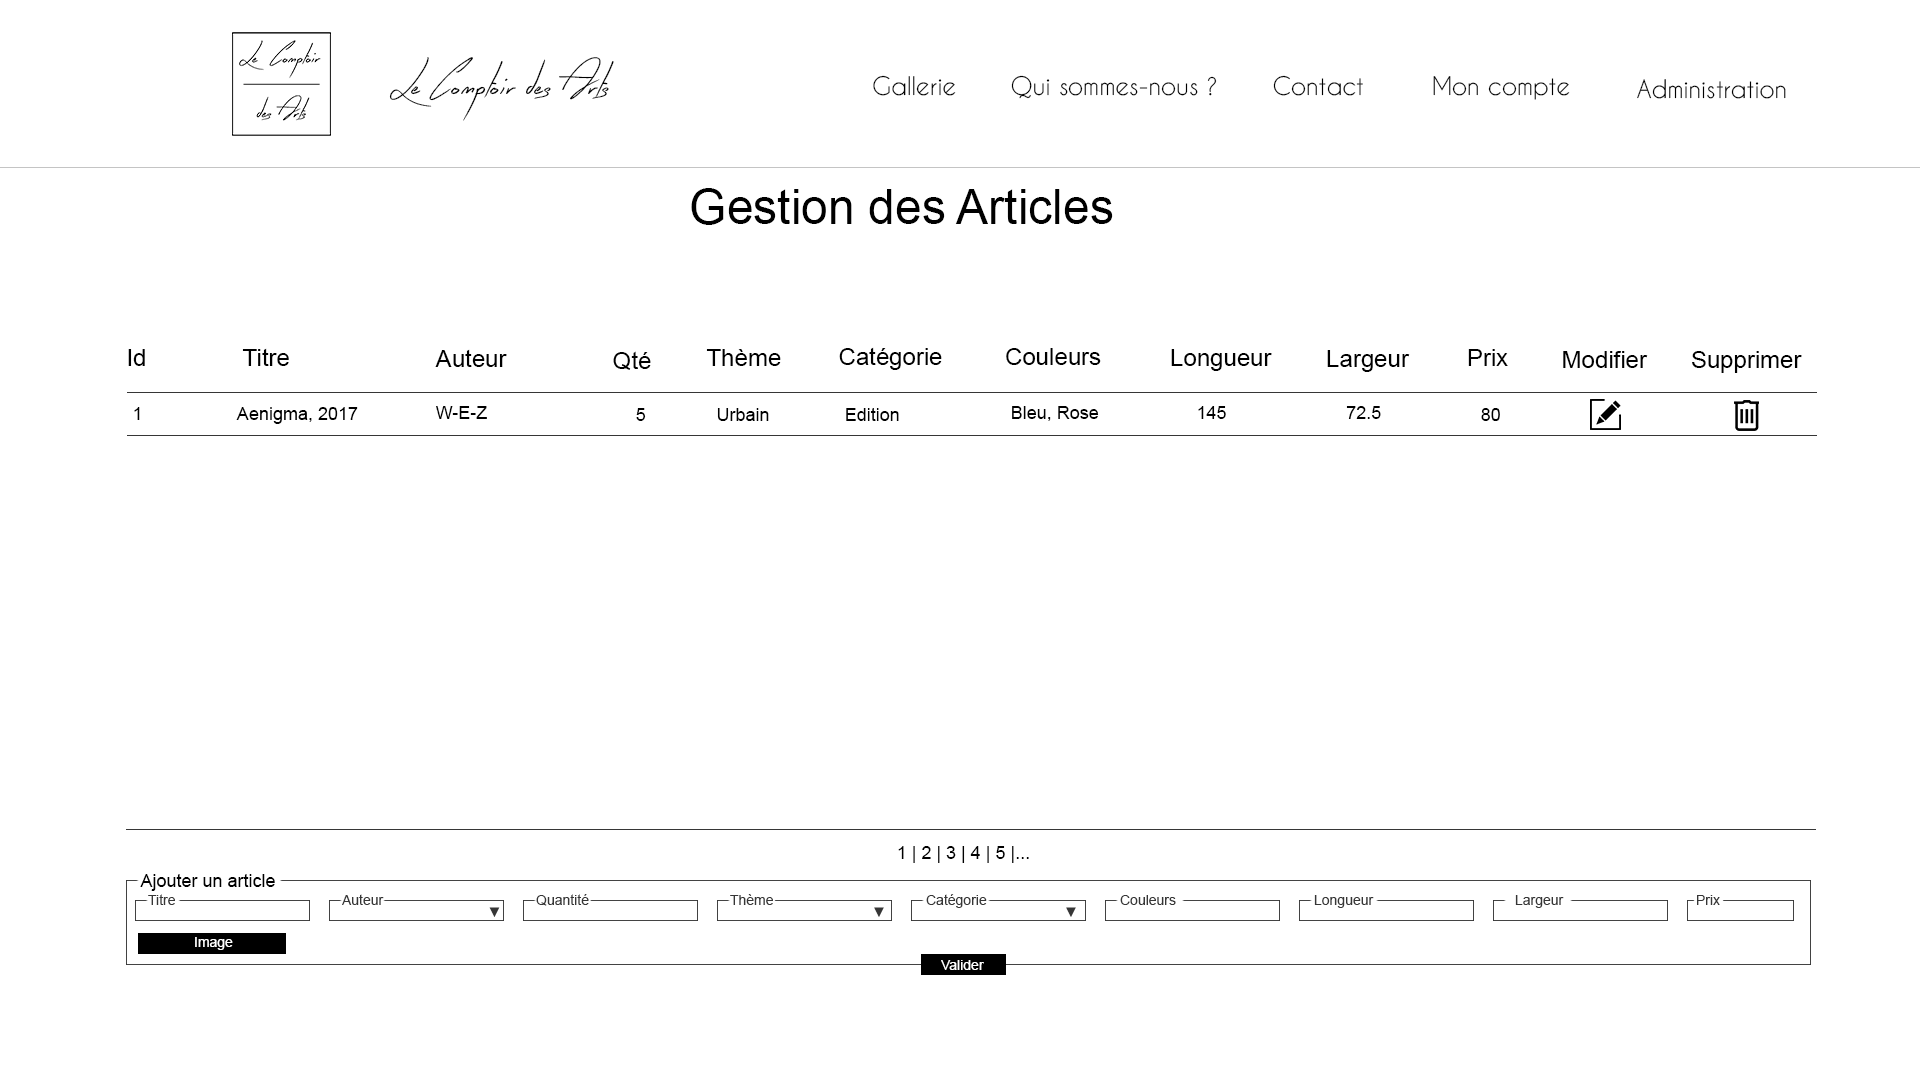 Le Comptoir
des Arts
Le Comptoir des Arts
Gallerie Qui sommes-nous ? Contact Mon compte Administration
Gestion des Articles
Id Titre Auteur Qté Thème Catégorie Couleurs Longueur Largeur Prix Modifier Supprimer
1 Aenigma, 2017 W-E-Z 5 Urbain Edition Bleu, Rose 145 72.5 80
1 | 2 | 3 | 4 | 5 |...
Ajouter un article
Titre Auteur Quantité Thème Catégorie Couleurs Longueur Largeur Prix
Image
Valider